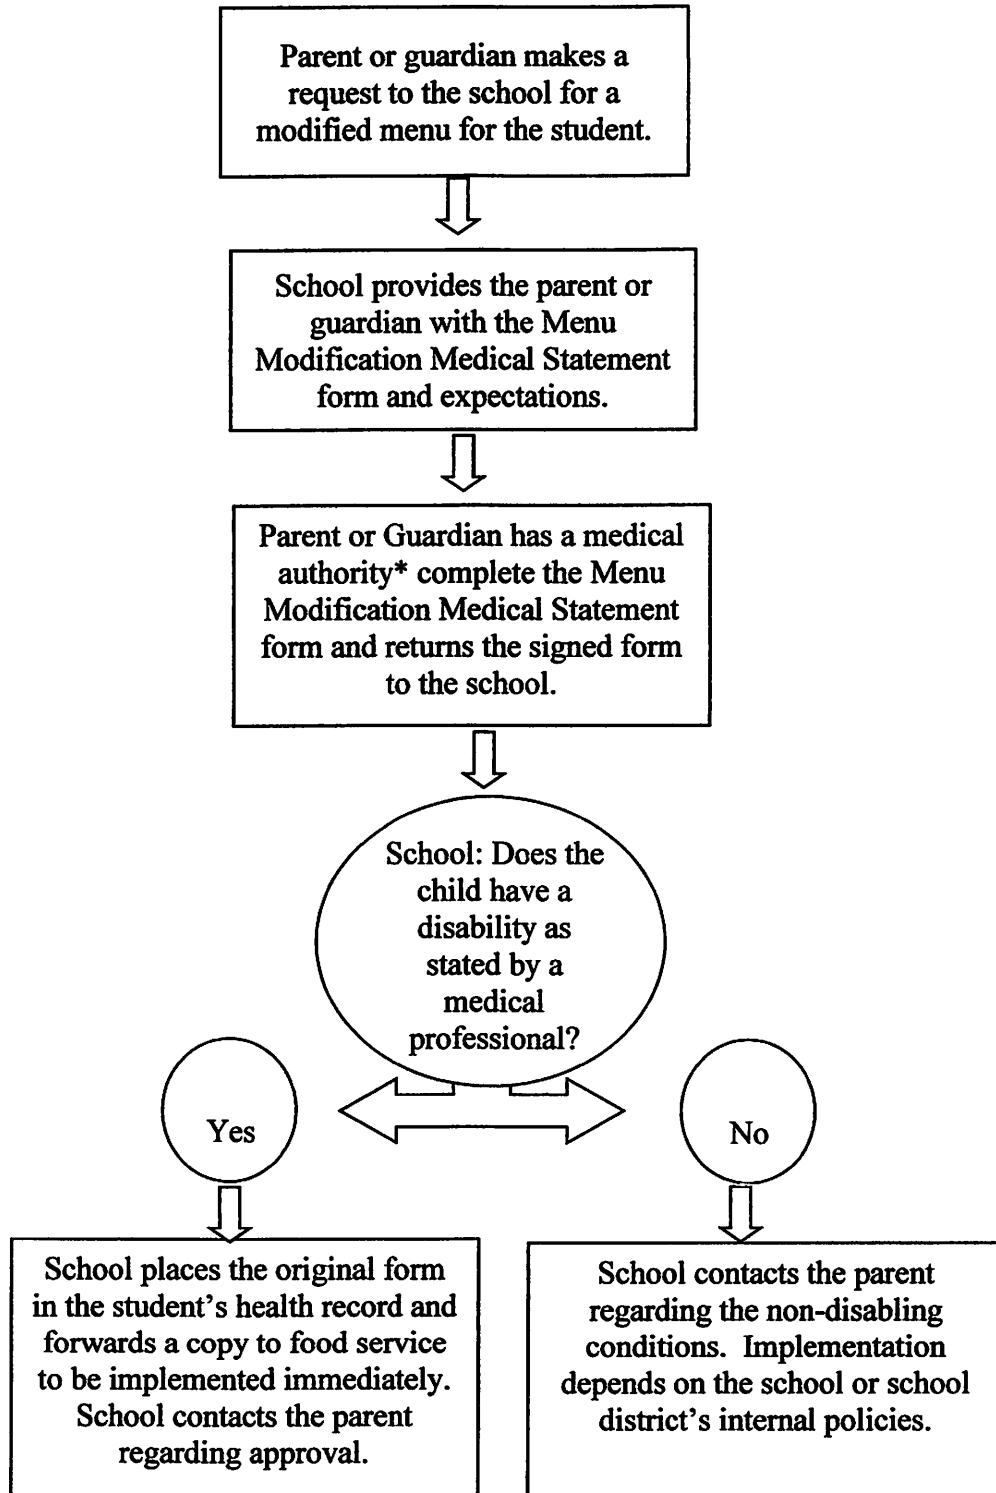 Parent or guardian makes a
request to the school for a
modified menu for the student.
School provides the parent or
guardian with the Menu
Modification Medical Statement
form and expectations.
Parent or Guardian has a medical
authority* complete the Menu
Modification Medical Statement
form and returns the signed form
to the school.
School: Does the
child have a
disability as
stated by a
medical
professional?
Yes
No
School places the original form
in the student's health record and
forwards a copy to food service
to be implemented immediately.
School contacts the parent
regarding approval.
School contacts the parent
regarding the non-disabling
conditions. Implementation
depends on the school or school
district's internal policies.